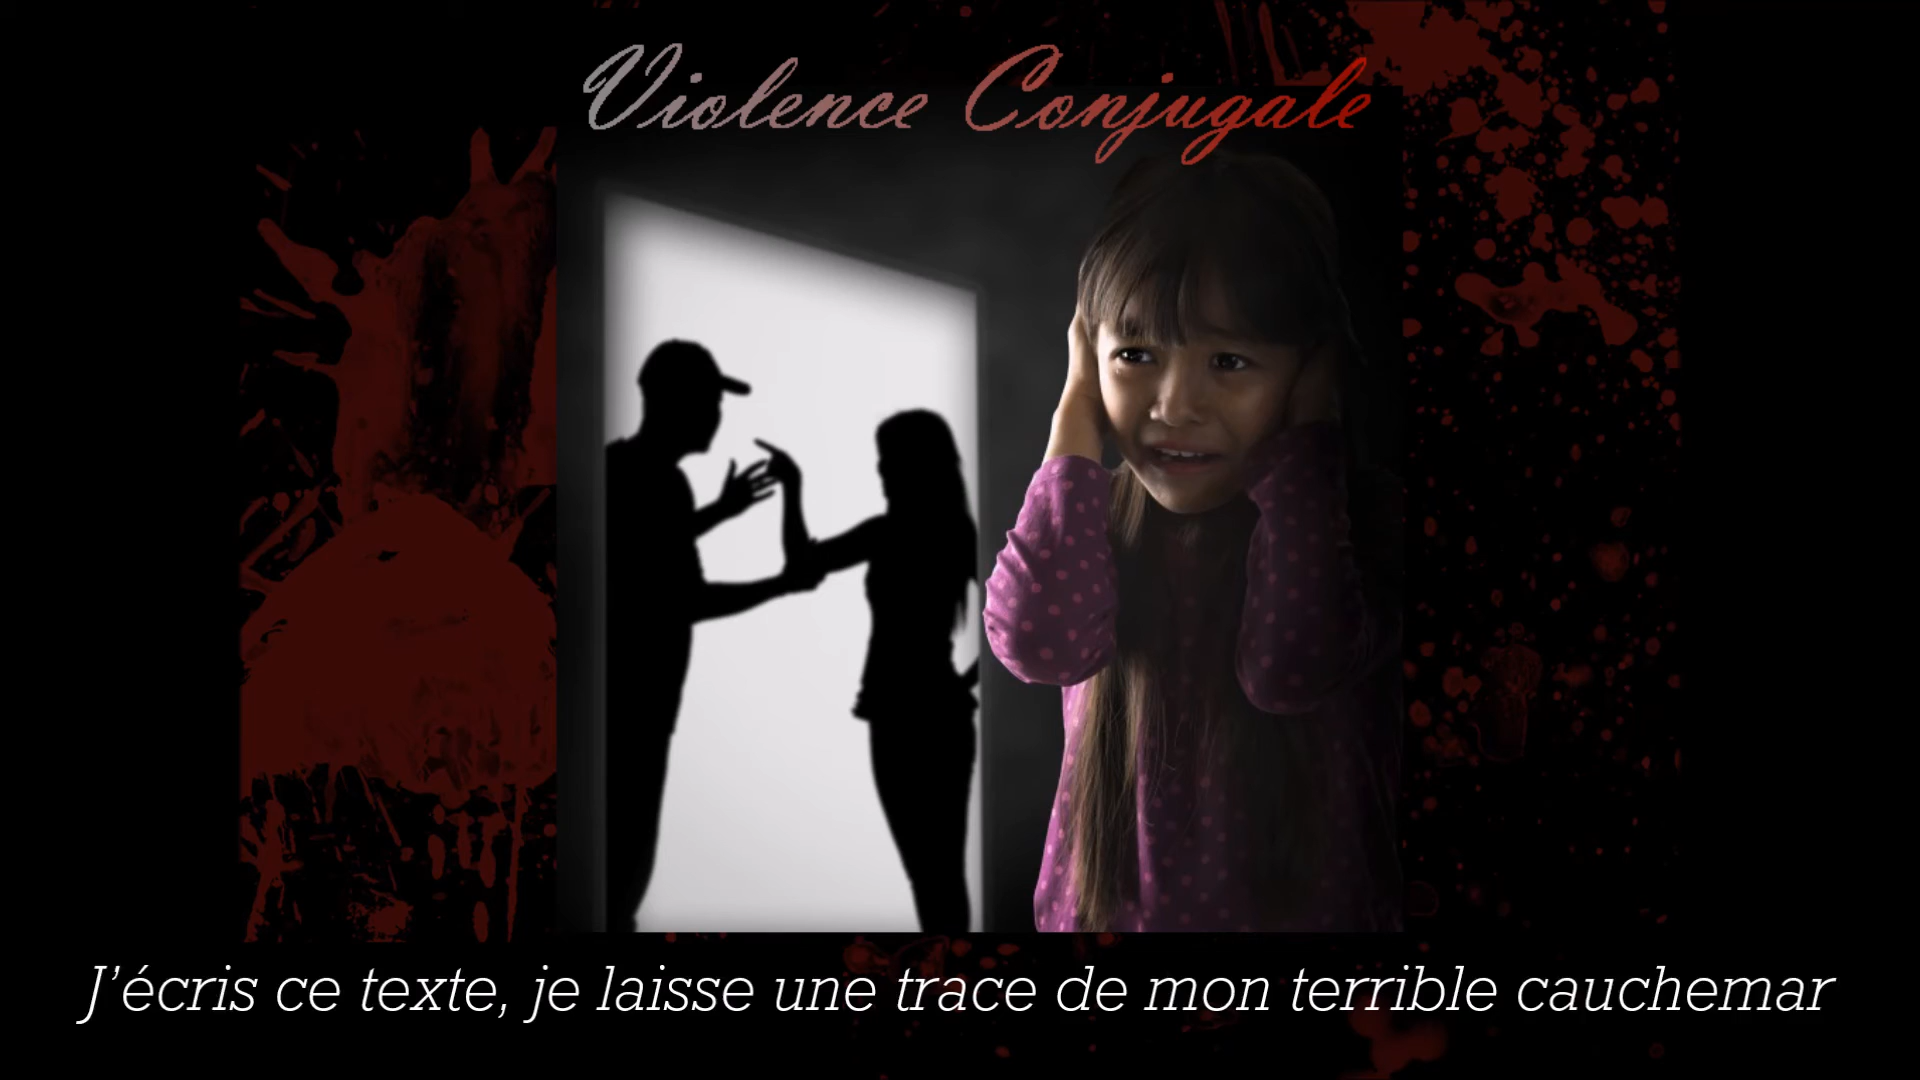 Violence Conjugale
J’écris ce texte, je laisse une trace de mon terrible cauchemar